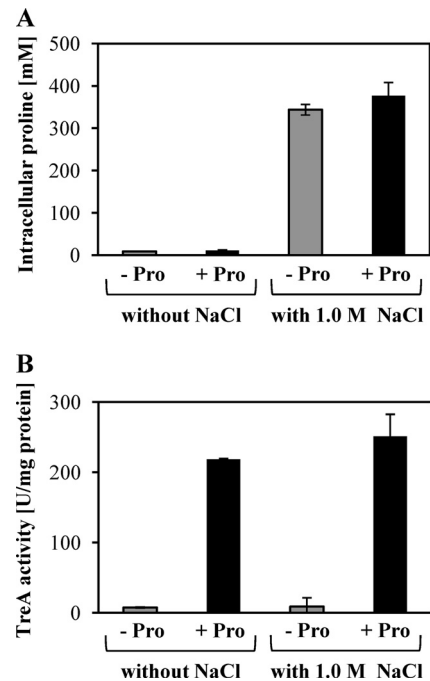 A
Intracellular proline [mM]
500
400
300
200
100
0
- Pro + Pro - Pro + Pro
without NaCl with 1.0 M NaCl
B
TreA activity [U/mg protein]
300
200
100
0
- Pro + Pro - Pro + Pro
without NaCl with 1.0 M NaCl